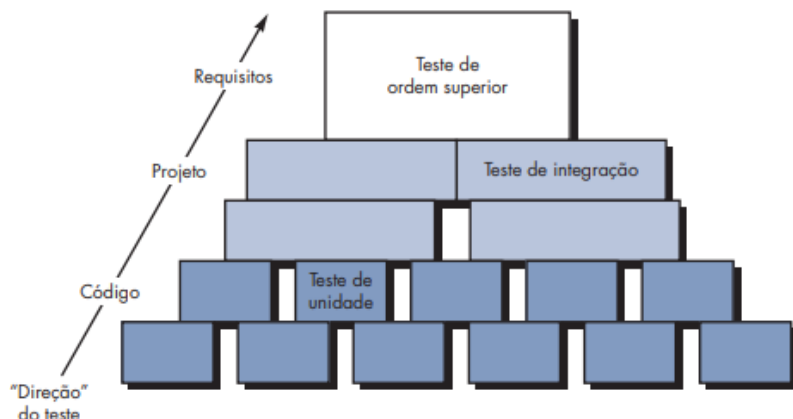 Teste de
ordem superior
Requisitos
Projeto
Teste de integração
Código
Teste de
unidade
"Direção"
do teste